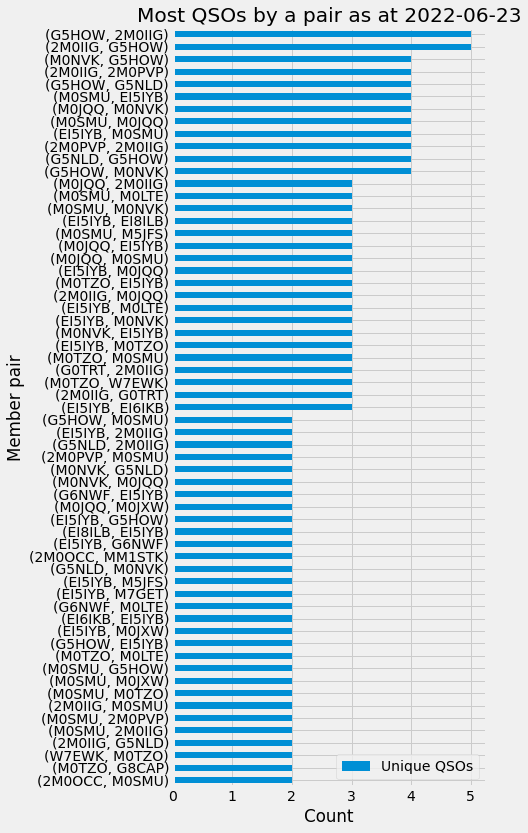 Most QSOs by a pair as at 2022-06-23
(G5HOW, 2M0IIG)
(2M0IIG, G5HOW)
(M0NVK, G5HOW)
(2M0IIG, 2M0PVP)
(G5HOW, G5NLD)
(M0SMU, EI5IYB)
(M0JQQ, M0NVK)
(M0SMU, M0JQQ)
(EI5IYB, M0SMU)
(2M0PVP, 2M0IIG)
(G5NLD, G5HOW)
(G5HOW, M0NVK)
(M0JQQ, 2M0IIG)
(M0SMU, M0LTE)
(M0SMU, M0NVK)
(EI5IYB, EI8ILB)
(M0SMU, M5JFS)
(M0JQQ, EI5IYB)
(M0JQQ, M0SMU)
(EI5IYB, M0JQQ)
(M0TZO, EI5IYB)
(2M0IIG, M0JQQ)
(EI5IYB, M0LTE)
(EI5IYB, M0NVK)
(M0NVK, EI5IYB)
(EI5IYB, M0TZO)
(M0TZO, M0SMU)
(G0TRT, 2M0IIG)
(M0TZO, W7EWK)
(2M0IIG, G0TRT)
(EI5IYB, EI6IKB)
(G5HOW, M0SMU)
(EI5IYB, 2M0IIG)
(G5NLD, 2M0IIG)
(2M0PVP, M0SMU)
(M0NVK, G5NLD)
(M0NVK, M0JQQ)
(G6NWF, EI5IYB)
(M0JQQ, M0JXW)
(EI5IYB, G5HOW)
(EI8ILB, EI5IYB)
(EI5IYB, G6NWF)
(2M0OCC, MM1STK)
(G5NLD, M0NVK)
(EI5IYB, M5JFS)
(EI5IYB, M7GET)
(G6NWF, M0LTE)
(EI6IKB, EI5IYB)
(EI5IYB, M0JXW)
(G5HOW, EI5IYB)
(M0TZO, M0LTE)
(M0SMU, G5HOW)
(M0SMU, M0JXW)
(M0SMU, M0TZO)
(2M0IIG, M0SMU)
(M0SMU, 2M0PVP)
(M0SMU, 2M0IIG)
(2M0IIG, G5NLD)
(W7EWK, M0TZO)
(M0TZO, G8CAP)
(2M0OCC, M0SMU)
Member pair
Unique QSOs
0 1 2 3 4 5
Count